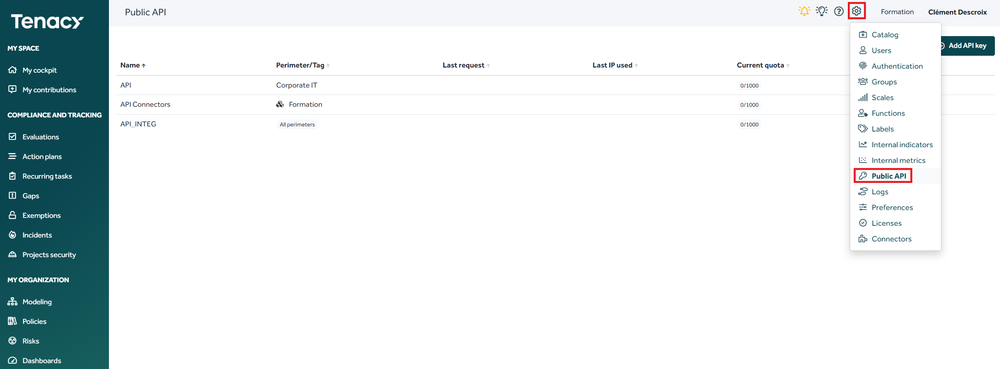 Tenacy
MY SPACE
My cockpit
My contributions
COMPLIANCE AND TRACKING
Evaluations
Action plans
Recurring tasks
Gaps
Exemptions
Incidents
Projects security
MY ORGANIZATION
Modeling
Policies
Risks
Dashboards
Public API
Formation Clément Descroix
Add API key
Name Perimeter/Tag Last request Last IP used Current quota
API Corporate IT 0/1000
API Connectors Formation 0/1000
API_INTEG All perimeters 0/1000
Catalog
Users
Authentication
Groups
Scales
Functions
Labels
Internal indicators
Internal metrics
Public API
Logs
Preferences
Licenses
Connectors